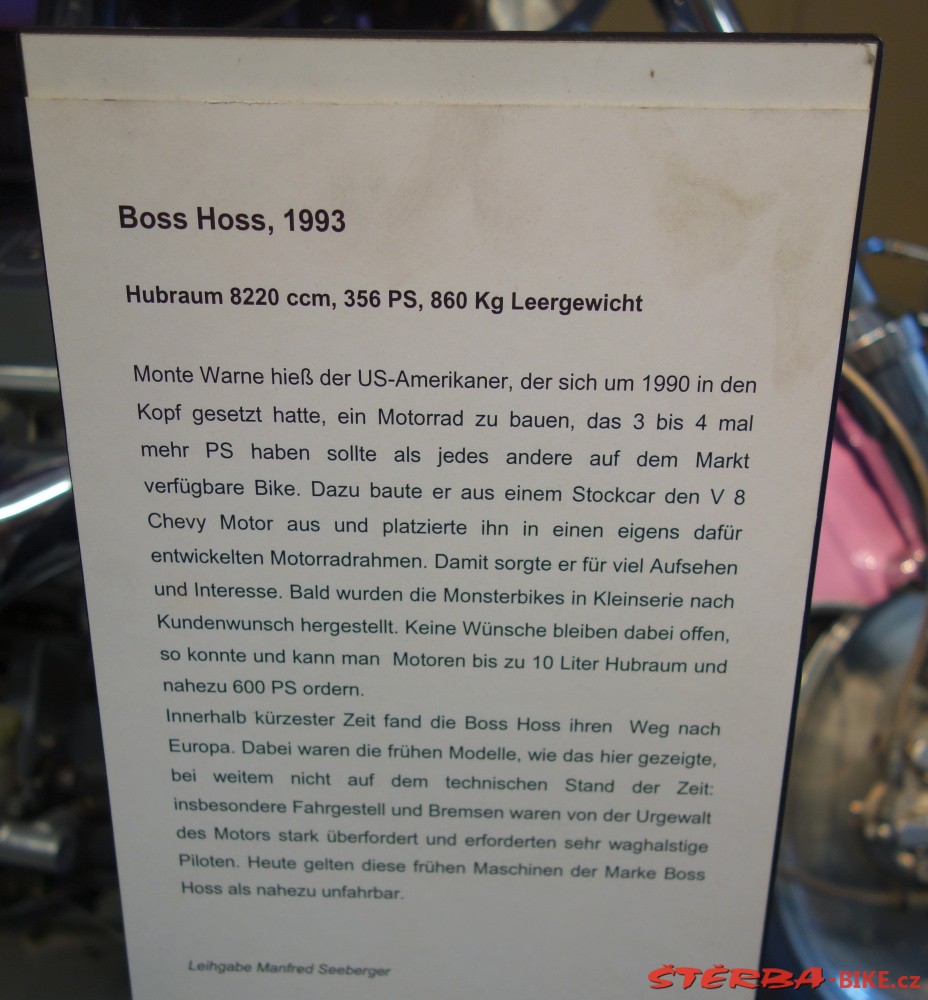 Boss Hoss, 1993
Hubraum 8220 ccm, 356 PS, 860 Kg Leergewicht
Monte Warne hieß der US-Amerikaner, der sich um 1990 in den
Kopf gesetzt hatte, ein Motorrad zu bauen, das 3 bis 4 mal
mehr PS haben sollte als jedes andere auf dem Markt
verfügbare Bike. Dazu baute er aus einem Stockcar den V 8
Chevy Motor aus und platzierte ihn in einen eigens dafür
entwickelten Motorradrahmen. Damit sorgte er für viel Aufsehen
und Interesse. Bald wurden die Monsterbikes in Kleinserie nach
Kundenwunsch hergestellt. Keine Wünsche bleiben dabei offen,
so konnte und kann man Motoren bis zu 10 Liter Hubraum und
nahezu 600 PS ordern.
Innerhalb kürzester Zeit fand die Boss Hoss ihren Weg nach
Europa. Dabei waren die frühen Modelle, wie das hier gezeigte,
bei weitem nicht auf dem technischen Stand der Zeit:
insbesondere Fahrgestell und Bremsen waren von der Urgewalt
des Motors stark überfordert und erforderten sehr waghalstige
Piloten. Heute gelten diese frühen Maschinen der Marke Boss
Hoss als nahezu unfahrbar.
Leihgabe Manfred Seeberger
ŠTĚRBA-BIKE.cz